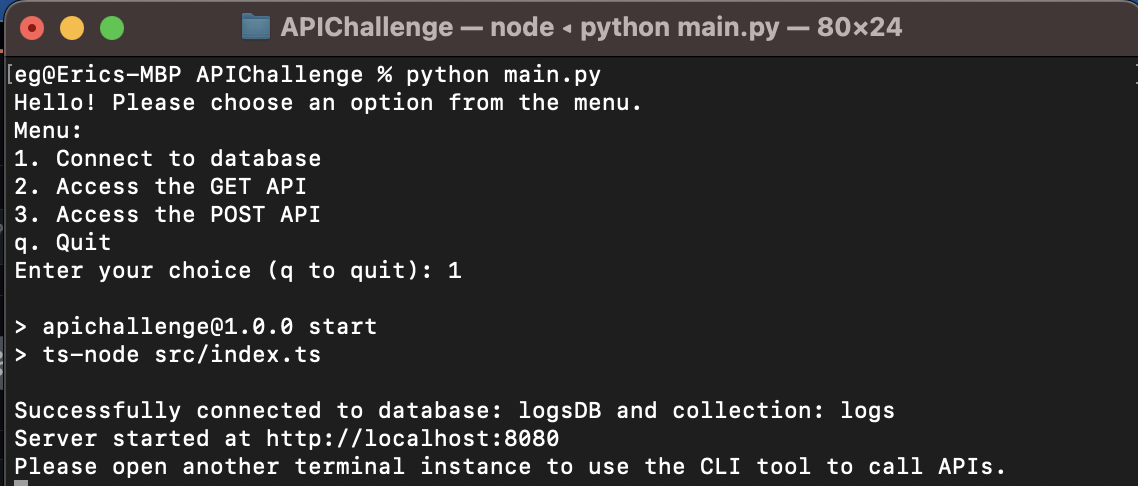 APIChallenge — node ◂ python main.py — 80×24
[eg@Erics-MBP APIChallenge % python main.py
Hello! Please choose an option from the menu.
Menu:
1. Connect to database
2. Access the GET API
3. Access the POST API
q. Quit
Enter your choice (q to quit): 1
> apichallenge@1.0.0 start
> ts-node src/index.ts
Successfully connected to database: logsDB and collection: logs
Server started at http://localhost:8080
Please open another terminal instance to use the CLI tool to call APIs.